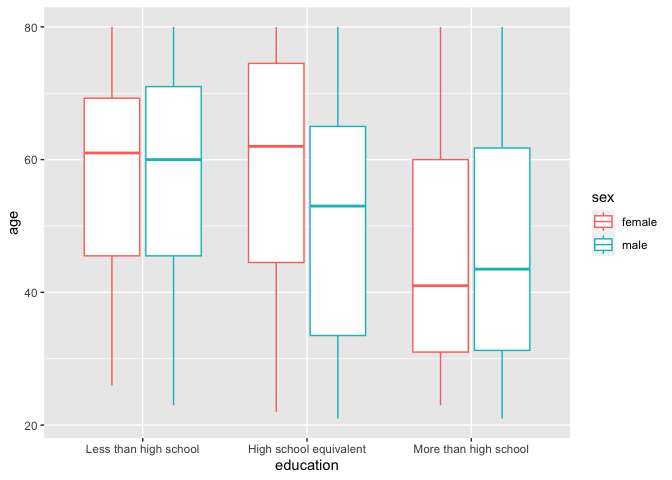 80
60
40
20
age
Less than high school
High school equivalent
More than high school
education
sex
female
male